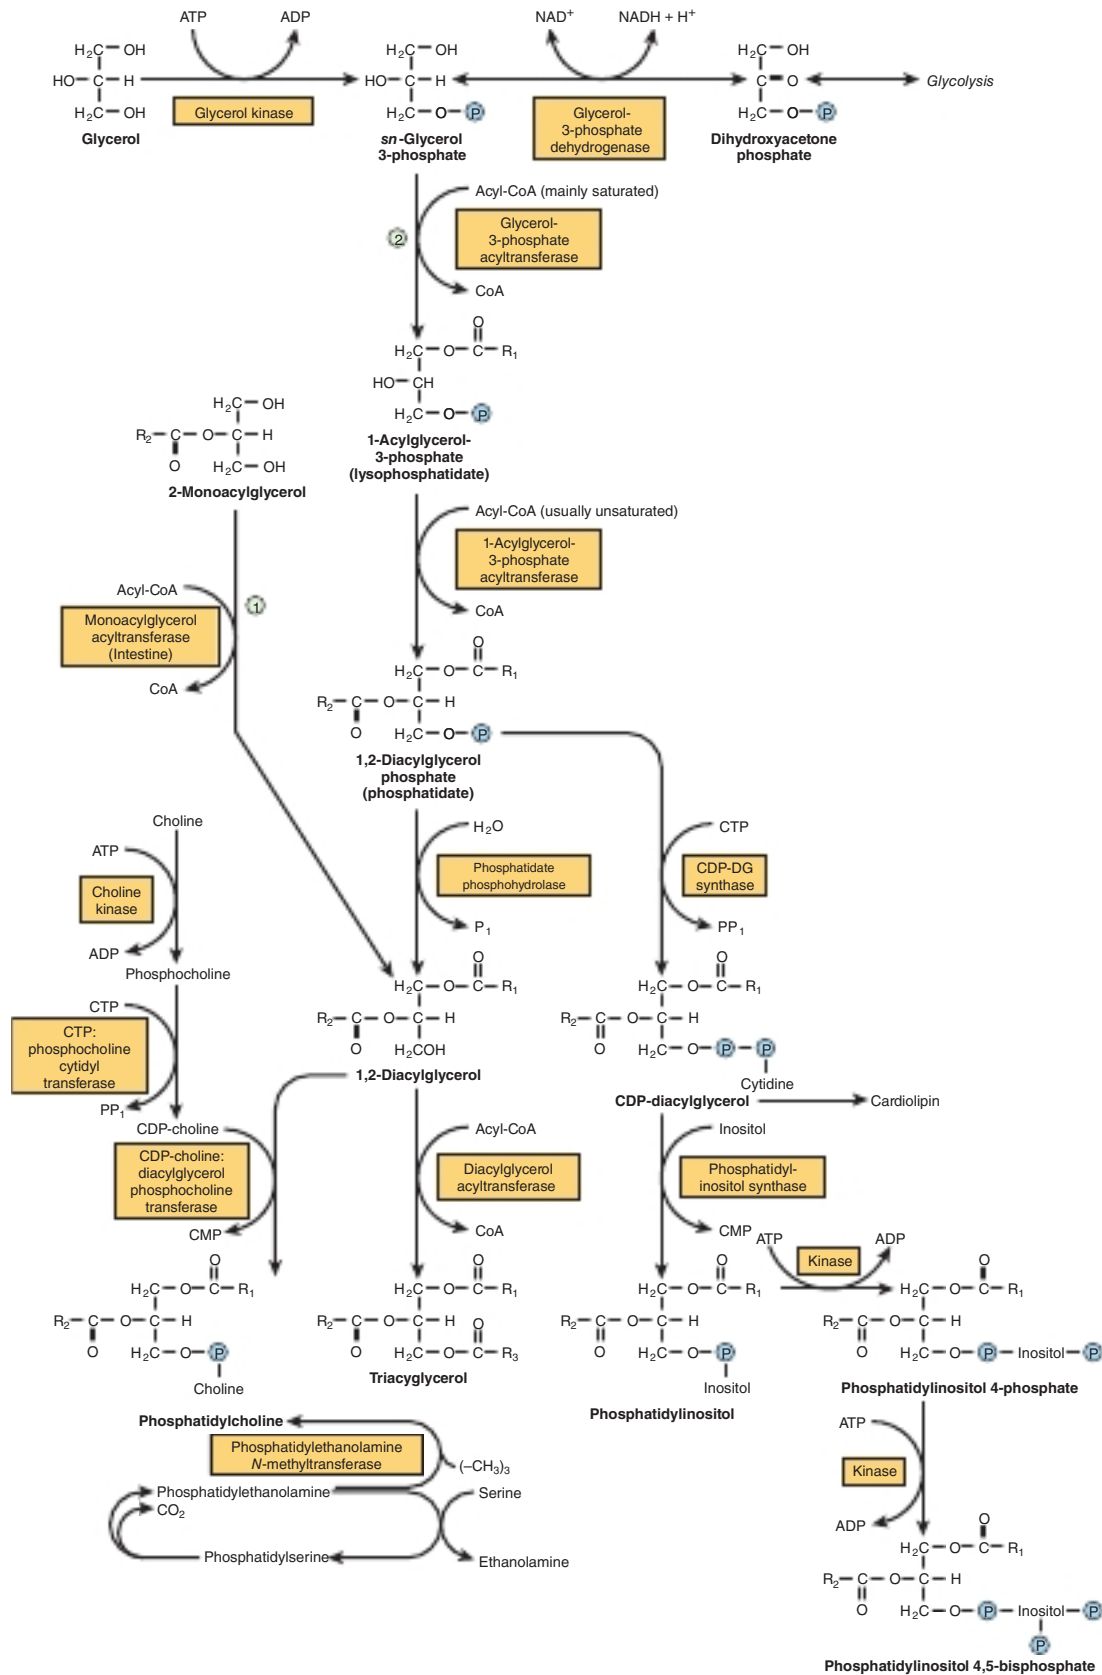 ATP ADP NAD+ NADH + H+
H2C OH H2C OH H2C OH
HO C H HO C H C O Glycolysis
H2C OH H2C O P H2C O P
Glycerol kinase
Glycerol-
3-phosphate
dehydrogenase
Glycerol
sn-Glycerol
3-phosphate
Dihydroxyacetone
phosphate
Acyl-CoA (mainly saturated)
2
Glycerol-
3-phosphate
acyltransferase
CoA
O
H2C O C R1
HO CH
H2C O P
1-Acylglycerol-
3-phosphate
(lysophosphatidate)
H2C OH
R2 C O C H
O H2C OH
2-Monoacylglycerol
Acyl-CoA (usually unsaturated)
1-Acylglycerol-
3-phosphate
acyltransferase
CoA
Acyl-CoA
1
Monoacylglycerol
acyltransferase
(Intestine)
CoA
O
H2C O C R1
R2 C O C H
O H2C O P
1,2-Diacylglycerol
phosphate
(phosphatidate)
Choline
ATP
Choline
kinase
ADP
Phosphocholine
H2O
Phosphatidate
phosphohydrolase
P1
CTP
CDP-DG
synthase
PP1
CTP
CTP:
phosphocholine
cytidyl
transferase
PP1
CDP-choline
O
H2C O C R1
R2 C O C H
O H2COH
1,2-Diacylglycerol
O
H2C O C R1
R2 C O C H
O H2C O P P
Cytidine
CDP-diacylglycerol Cardiolipin
CDP-choline:
diacylglycerol
phosphocholine
transferase
CMP
Acyl-CoA
Diacylglycerol
acyltransferase
CoA
Inositol
Phosphatidyl-
inositol synthase
CMP
ATP
Kinase
ADP
O
H2C O C R1
R2 C O C H
O H2C O P
Choline
Phosphatidylcholine
O
H2C O C R1
R2 C O C H O
O H2C O C R3
Triacyglycerol
O
H2C O C R1
R2 C O C H
O H2C O P
Inositol
Phosphatidylinositol
O
H2C O C R1
R2 C O C H
O H2C O P Inositol P
Phosphatidylinositol 4-phosphate
Phosphatidylethanolamine
N-methyltransferase
(–CH3)3
Phosphatidylethanolamine Serine
CO2
Phosphatidylserine Ethanolamine
ATP
Kinase
ADP
O
H2C O C R1
R2 C O C H
O H2C O P Inositol P
P
Phosphatidylinositol 4,5-bisphosphate